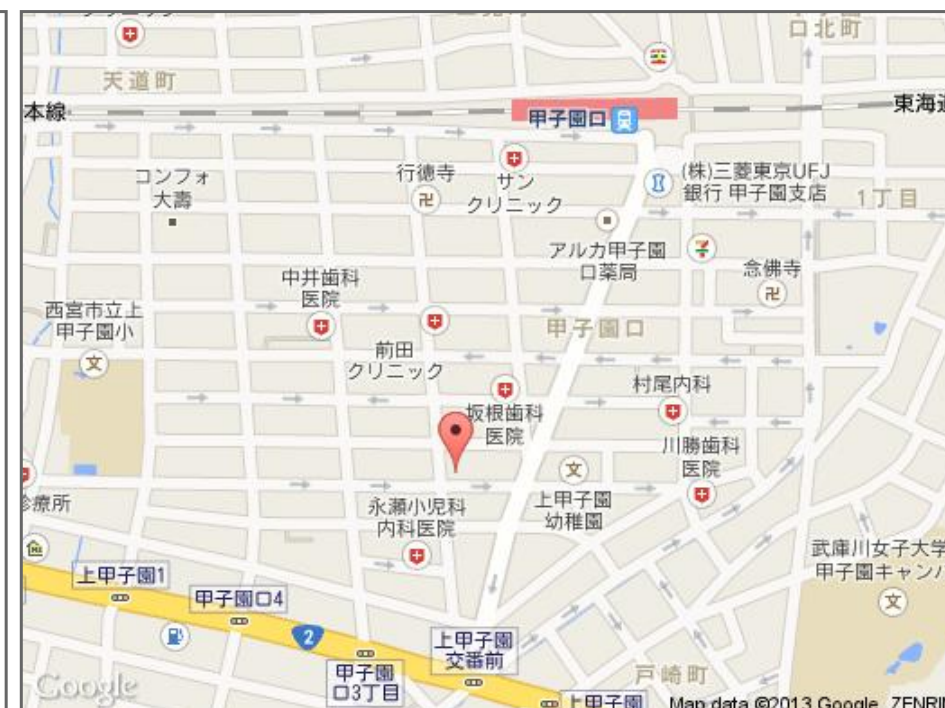 口北町
天道町
本線
東海道
甲子園口
コンフォ
大壽
行徳寺
サン
クリニック
(株)三菱東京UFJ
銀行 甲子園支店
1丁目
アルカ甲子園
口薬局
念佛寺
中井歯科
医院
西宮市立上
甲子園小
前田
クリニック
甲子園口
村尾内科
坂根歯科
医院
川勝歯科
医院
文
診療所
永瀬小児科
内科医院
文
上甲子園
幼稚園
武庫川女子大学
甲子園キャンパ
文
上甲子園1
甲子園口4
2
上甲子園
交番前
甲子園
口3丁目
戸崎町
上甲子園
Google
Map data ©2013 Google, ZENRIN